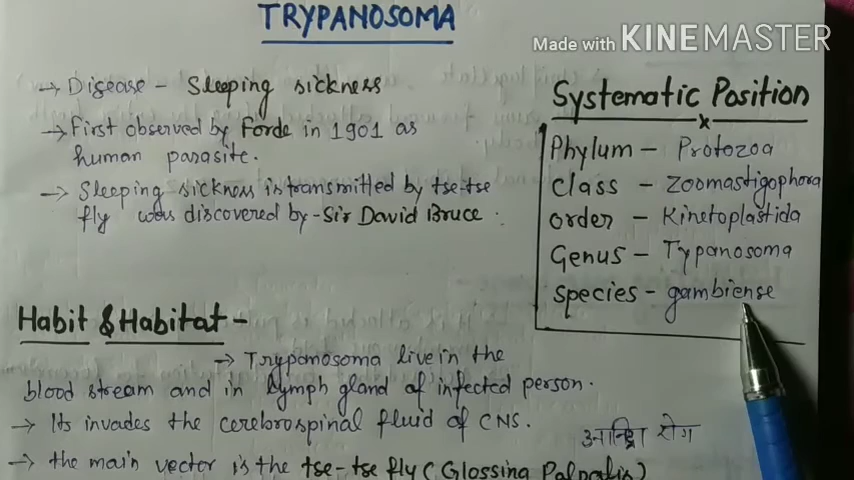 TRYPANOSOMA
Made with KINEMASTER
→ Disease - Sleeping sickness
→ First observed by Forde in 1901 as
human parasite.
→ Sleeping sickness is transmitted by tse-tse
fly was discovered by - Sir David Bruce .
Systematic Position
x
Phylum - Protozoa
Class - Zoomastigophora
Order - Kinetoplastida
Genus - Typanosoma
Species - gambiense
Habit & Habitat -
→ Trypanosoma live in the
blood stream and in lymph gland of infected person.
→ Its invades the cerebrospinal fluid of CNS.
रोग
→ the main vector is the tse-tse fly (Glossina Palpalis)